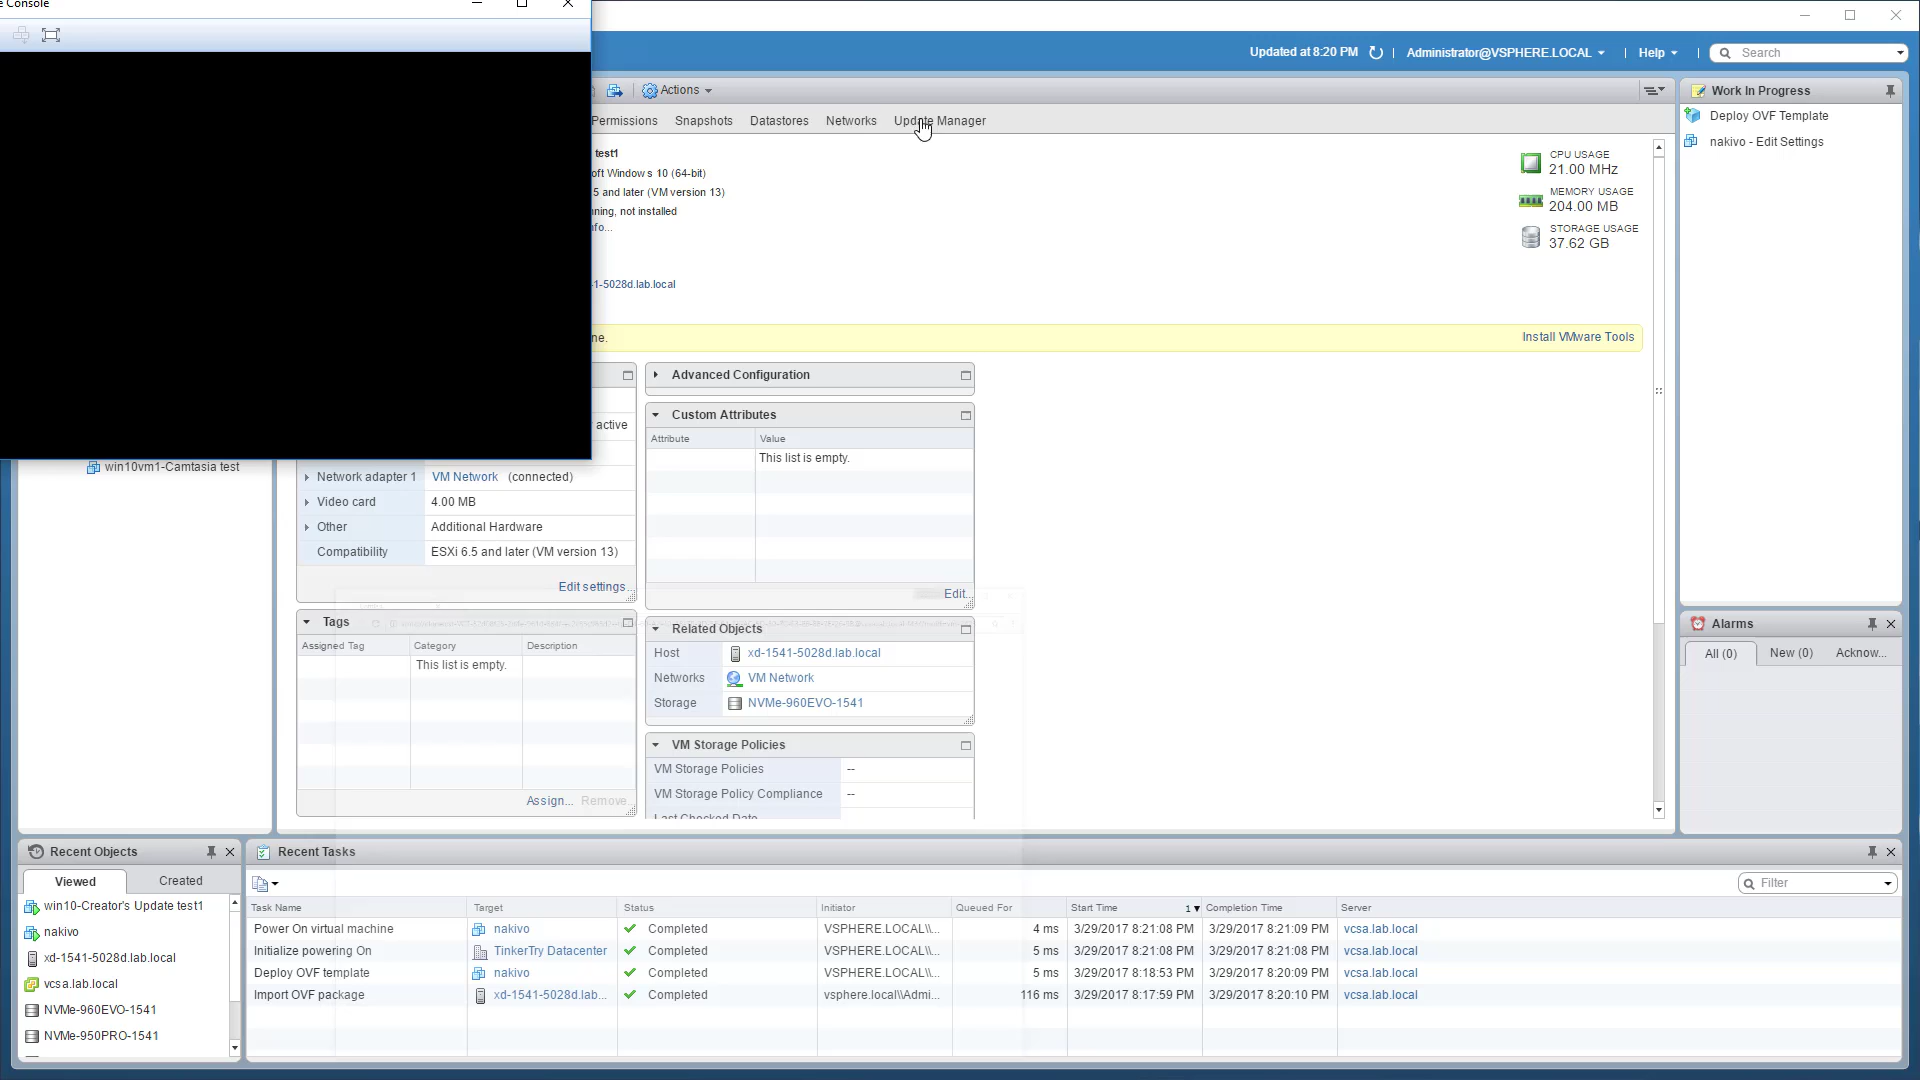 e Console
Updated at 8:20 PM
Administrator@VSPHERE.LOCAL
Help
Search
Actions
Permissions
Snapshots
Datastores
Networks
Update Manager
Work In Progress
Deploy OVF Template
nakivo - Edit Settings
test1
oft Windows 10 (64-bit)
5 and later (VM version 13)
nning, not installed
nfo...
-1-5028d.lab.local
CPU USAGE
21.00 MHz
MEMORY USAGE
204.00 MB
STORAGE USAGE
37.62 GB
ne.
Install VMware Tools
active
win10vm1-Camtasia test
Network adapter 1 VM Network (connected)
Video card 4.00 MB
Other Additional Hardware
Compatibility ESXi 6.5 and later (VM version 13)
Edit settings...
Advanced Configuration
Custom Attributes
Attribute Value
This list is empty.
Edit...
Tags
Assigned Tag Category Description
This list is empty.
Assign... Remove...
Related Objects
Host xd-1541-5028d.lab.local
Networks VM Network
Storage NVMe-960EVO-1541
VM Storage Policies
VM Storage Policies --
VM Storage Policy Compliance --
Last Checked Date
Alarms
All (0) New (0) Acknow...
Recent Objects
Viewed Created
win10-Creator's Update test1
nakivo
xd-1541-5028d.lab.local
vcsa.lab.local
NVMe-960EVO-1541
NVMe-950PRO-1541
Recent Tasks
Filter
Task Name Target Status Initiator Queued For Start Time 1 Completion Time Server
Power On virtual machine nakivo Completed VSPHERE.LOCAL\\... 4 ms 3/29/2017 8:21:08 PM 3/29/2017 8:21:09 PM vcsa.lab.local
Initialize powering On TinkerTry Datacenter Completed VSPHERE.LOCAL\\... 5 ms 3/29/2017 8:21:08 PM 3/29/2017 8:21:08 PM vcsa.lab.local
Deploy OVF template nakivo Completed VSPHERE.LOCAL\\... 5 ms 3/29/2017 8:18:53 PM 3/29/2017 8:20:09 PM vcsa.lab.local
Import OVF package xd-1541-5028d.lab... Completed vsphere.local\\Admi... 116 ms 3/29/2017 8:17:59 PM 3/29/2017 8:20:10 PM vcsa.lab.local